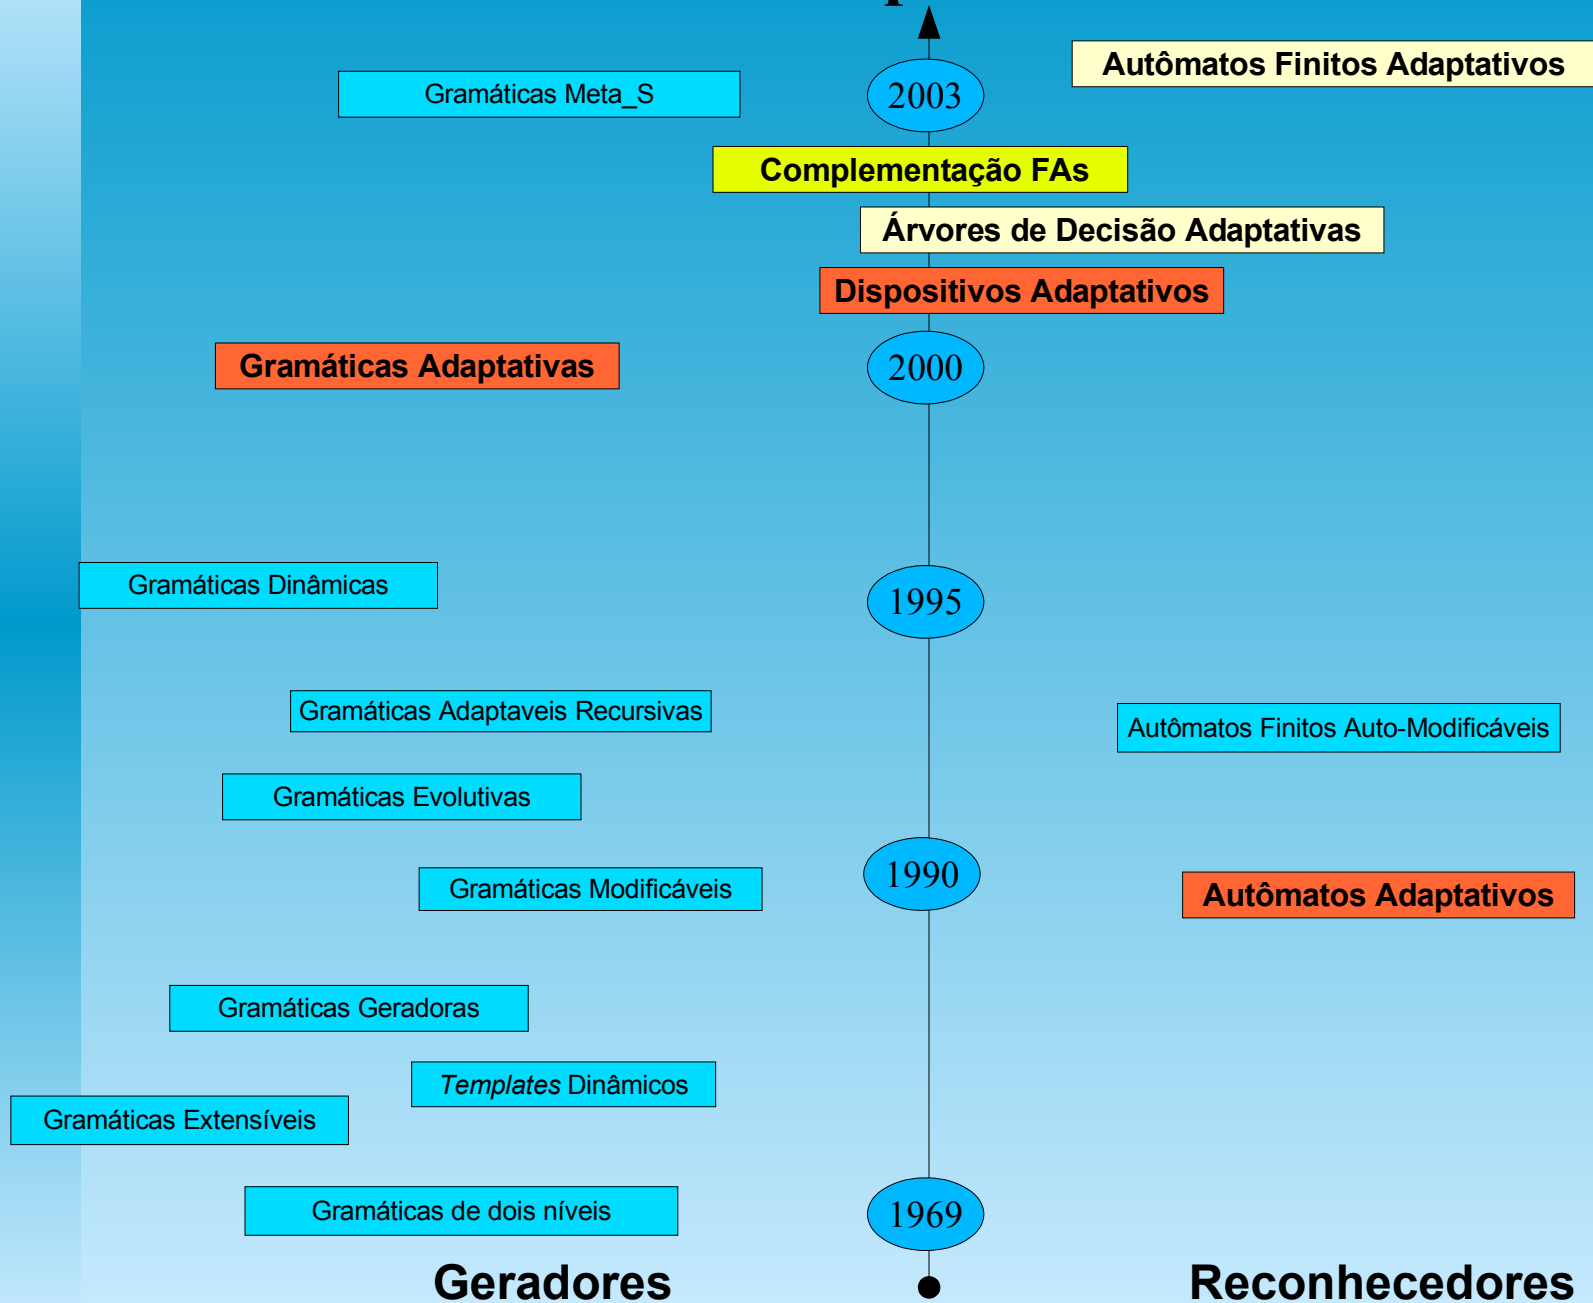 Autômatos Finitos Adaptativos
Gramáticas Meta_S
2003
Complementação FAs
Árvores de Decisão Adaptativas
Dispositivos Adaptativos
Gramáticas Adaptativas
2000
Gramáticas Dinâmicas
1995
Gramáticas Adaptaveis Recursivas
Autômatos Finitos Auto-Modificáveis
Gramáticas Evolutivas
1990
Gramáticas Modificáveis
Autômatos Adaptativos
Gramáticas Geradoras
Templates Dinâmicos
Gramáticas Extensíveis
Gramáticas de dois níveis
1969
Geradores
Reconhecedores